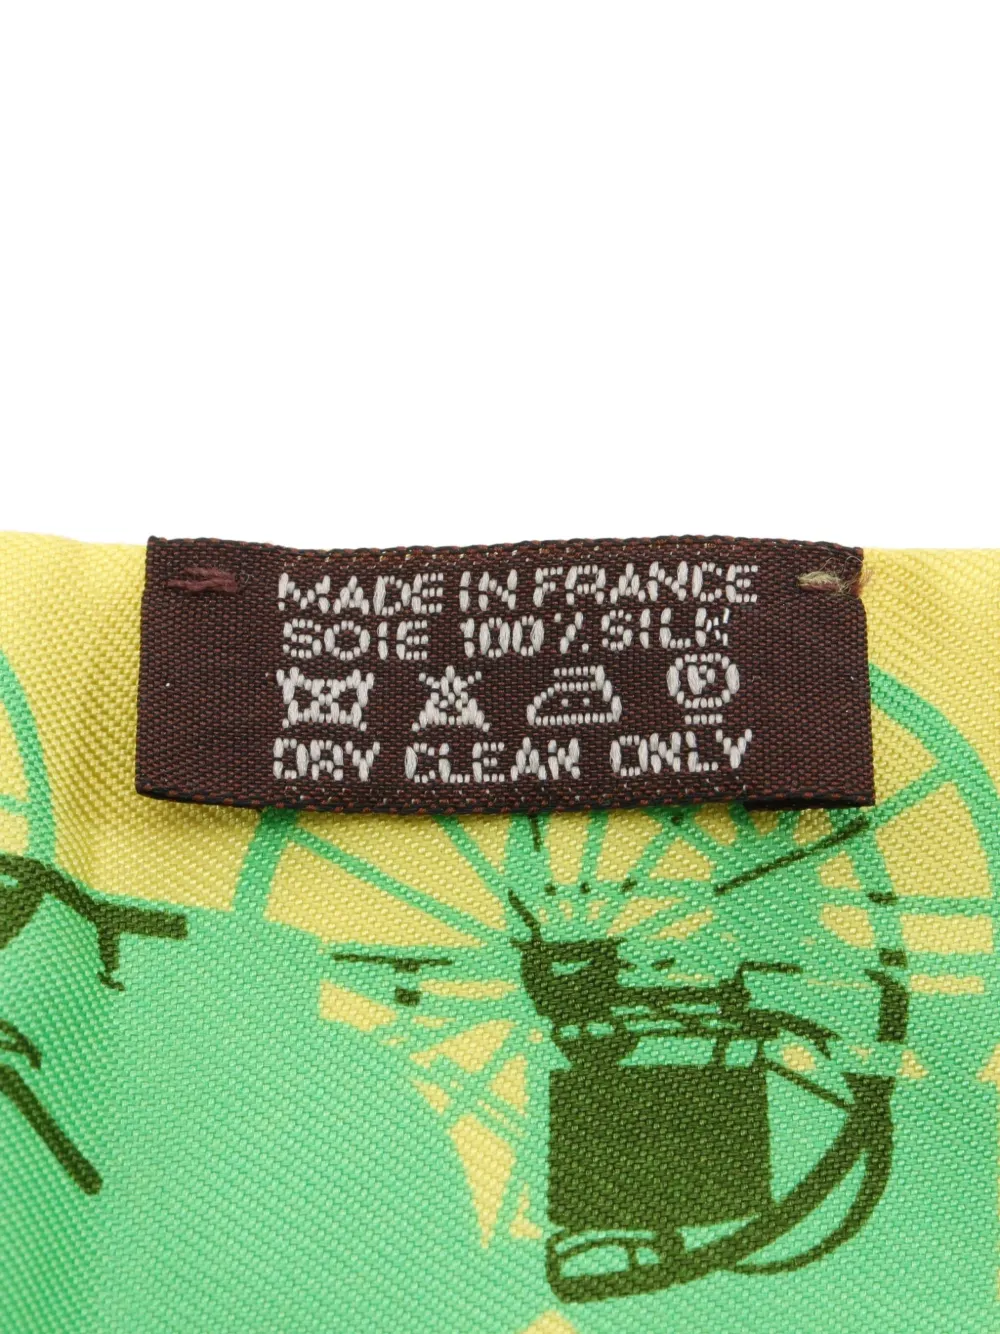 MADE IN FRANCE
SOIE 100% SILK
P
DRY CLEAN ONLY